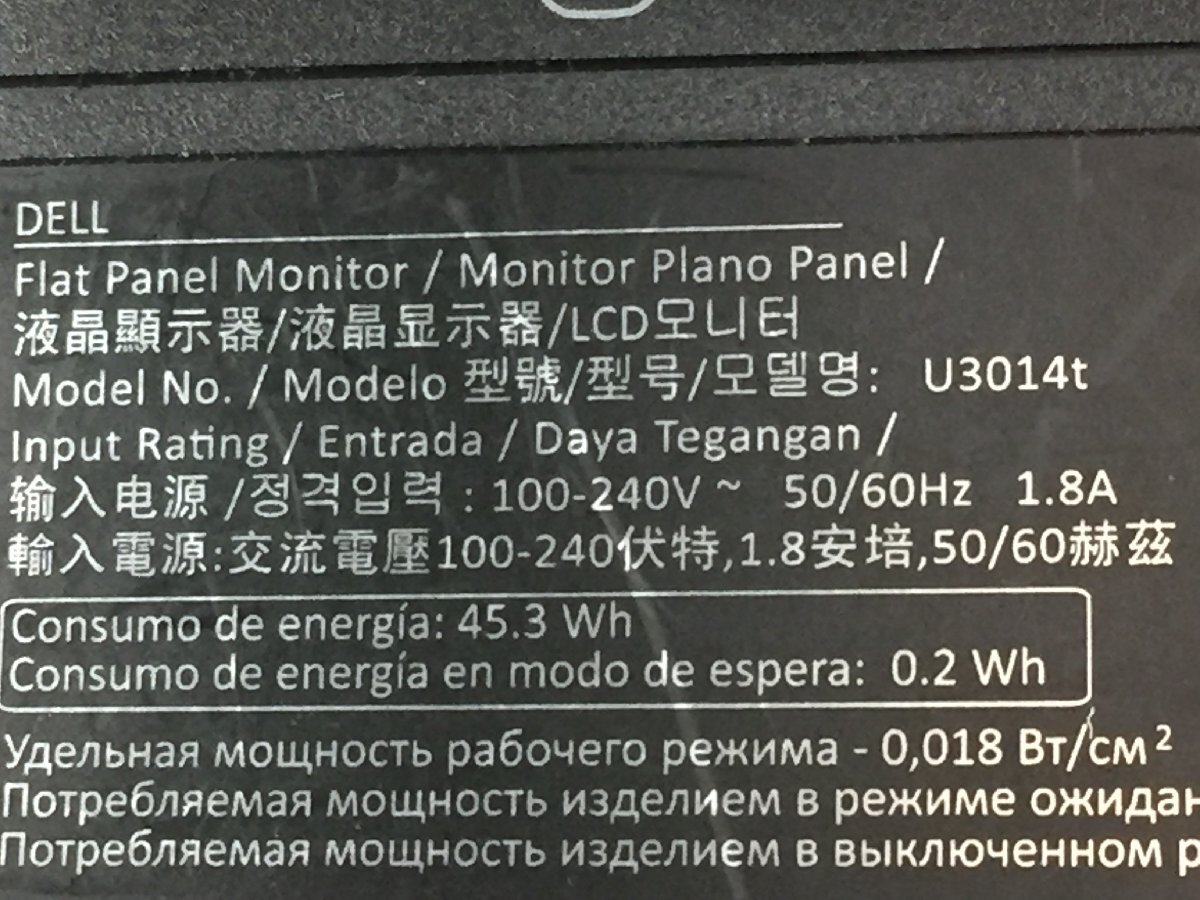 DELL
Flat Panel Monitor / Monitor Plano Panel /
液晶顯示器/液晶显示器/LCD모니터
Model No. / Modelo 型號/型号/모델명: U3014t
Input Rating / Entrada / Daya Tegangan /
输入电源 /정격입력 : 100-240V ~ 50/60Hz 1.8A
輸入電源:交流電壓100-240伏特,1.8安培,50/60赫茲
Consumo de energía: 45.3 Wh
Consumo de energía en modo de espera: 0.2 Wh
Удельная мощность рабочего режима - 0,018 Вт/см²
Потребляемая мощность изделием в режиме ожидан
Потребляемая мощность изделием в выключенном р